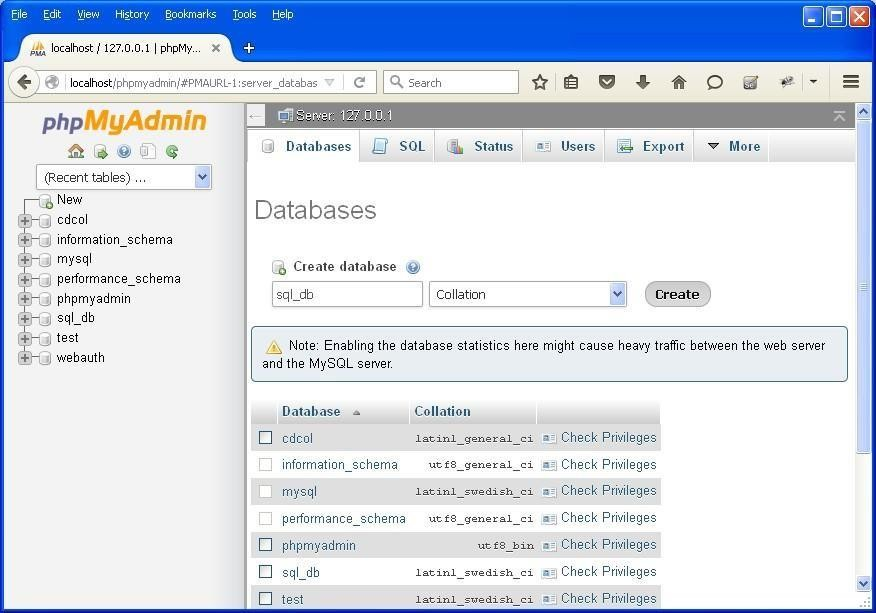 File Edit View History Bookmarks Tools Help
localhost / 127.0.0.1 | phpMy...
PMA
localhost/phpmyadmin/#PMAURL-1:server_databas
Search
phpMyAdmin
(Recent tables) ...
New
cdcol
information_schema
mysql
performance_schema
phpmyadmin
sql_db
test
webauth
Server: 127.0.0.1
Databases SQL Status Users Export More
Databases
Create database
sql_db Collation Create
Note: Enabling the database statistics here might cause heavy traffic between the web server
and the MySQL server.
Database Collation
cdcol latin1_general_ci Check Privileges
information_schema utf8_general_ci Check Privileges
mysql latin1_swedish_ci Check Privileges
performance_schema utf8_general_ci Check Privileges
phpmyadmin utf8_bin Check Privileges
sql_db latin1_swedish_ci Check Privileges
test latin1_swedish_ci Check Privileges